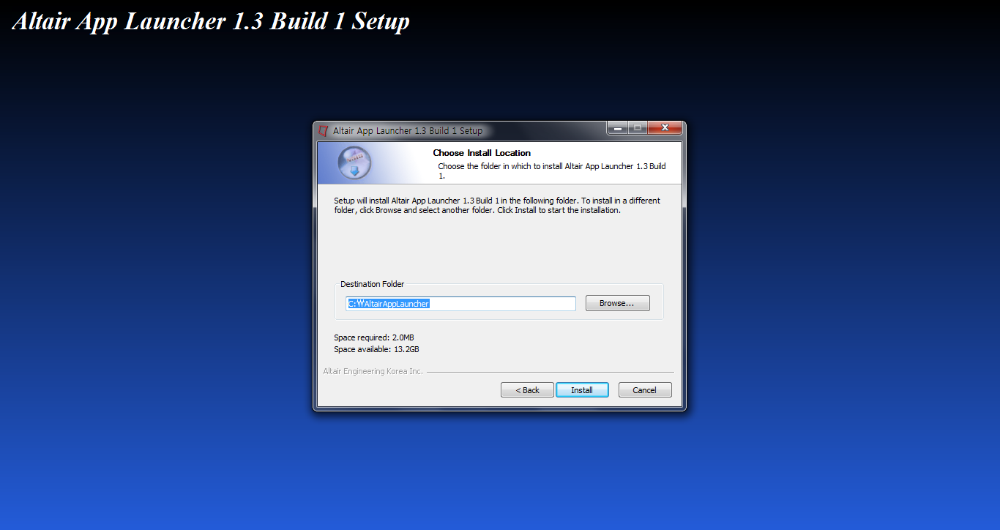 Altair App Launcher 1.3 Build 1 Setup
Altair App Launcher 1.3 Build 1 Setup
Choose Install Location
Choose the folder in which to install Altair App Launcher 1.3 Build
1.
Setup will install Altair App Launcher 1.3 Build 1 in the following folder. To install in a different
folder, click Browse and select another folder. Click Install to start the installation.
Destination Folder
C:₩AltairAppLauncher
Browse...
Space required: 2.0MB
Space available: 13.2GB
Altair Engineering Korea Inc.
< Back
Install
Cancel